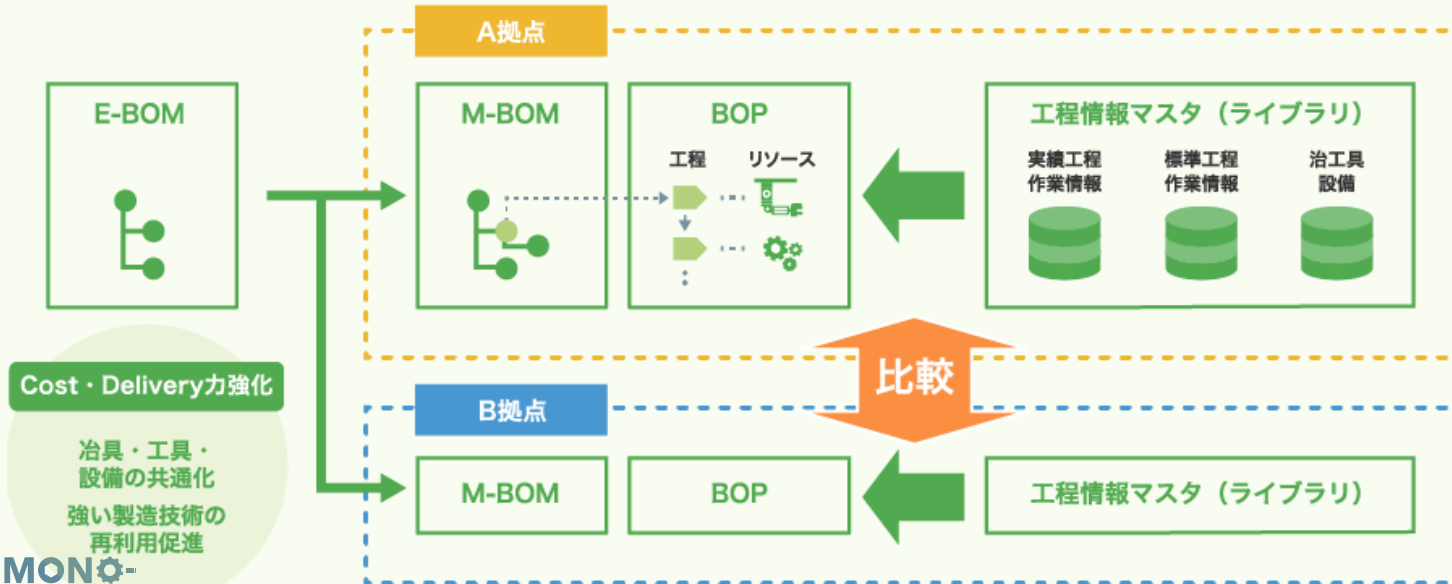 A拠点
E-BOM
M-BOM
BOP
工程
リソース
工程情報マスタ（ライブラリ）
実績工程
作業情報
標準工程
作業情報
治工具
設備
比較
Cost・Delivery力強化
冶具・工具・
設備の共通化
強い製造技術の
再利用促進
B拠点
M-BOM
BOP
工程情報マスタ（ライブラリ）
MONO-